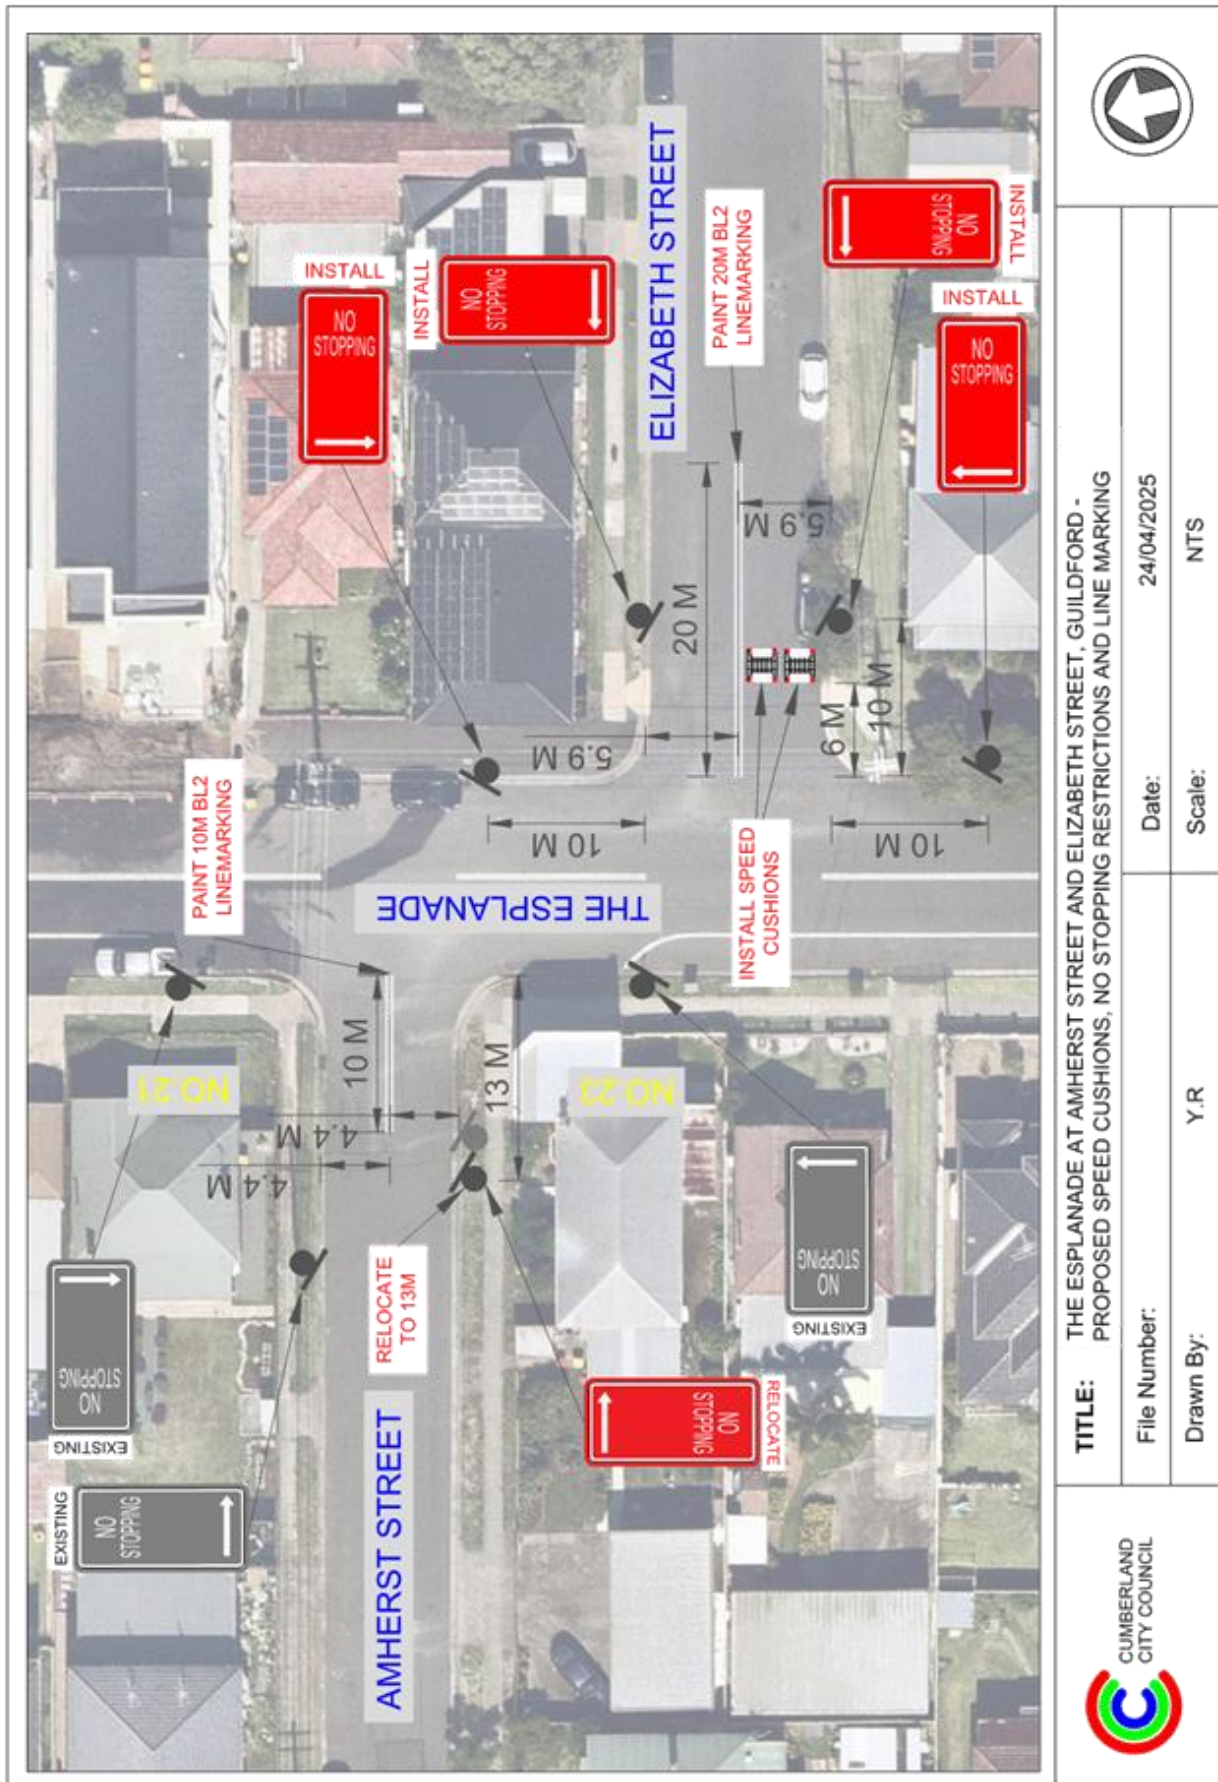 INSTALL
NO
STOPPING
INSTALL
NO
STOPPING
ELIZABETH STREET
PAINT 20M BL2
LINEMARKING
NO
STOPPING
INSTALL
INSTALL
NO
STOPPING
PAINT 10M BL2
LINEMARKING
5.9 M
20 M
5.9 M
6 M
10 M
10 M
10 M
THE ESPLANADE
INSTALL SPEED
CUSHIONS
NO.21
10 M
13 M
NO.23
4.4 M
4.4 M
RELOCATE
TO 13M
NO
STOPPING
EXISTING
NO
STOPPING
EXISTING
EXISTING
NO
STOPPING
AMHERST STREET
NO
STOPPING
RELOCATE
CUMBERLAND
CITY COUNCIL
TITLE:
THE ESPLANADE AT AMHERST STREET AND ELIZABETH STREET, GUILDFORD -
PROPOSED SPEED CUSHIONS, NO STOPPING RESTRICTIONS AND LINE MARKING
File Number:
Date:
24/04/2025
Drawn By:
Y.R
Scale:
NTS